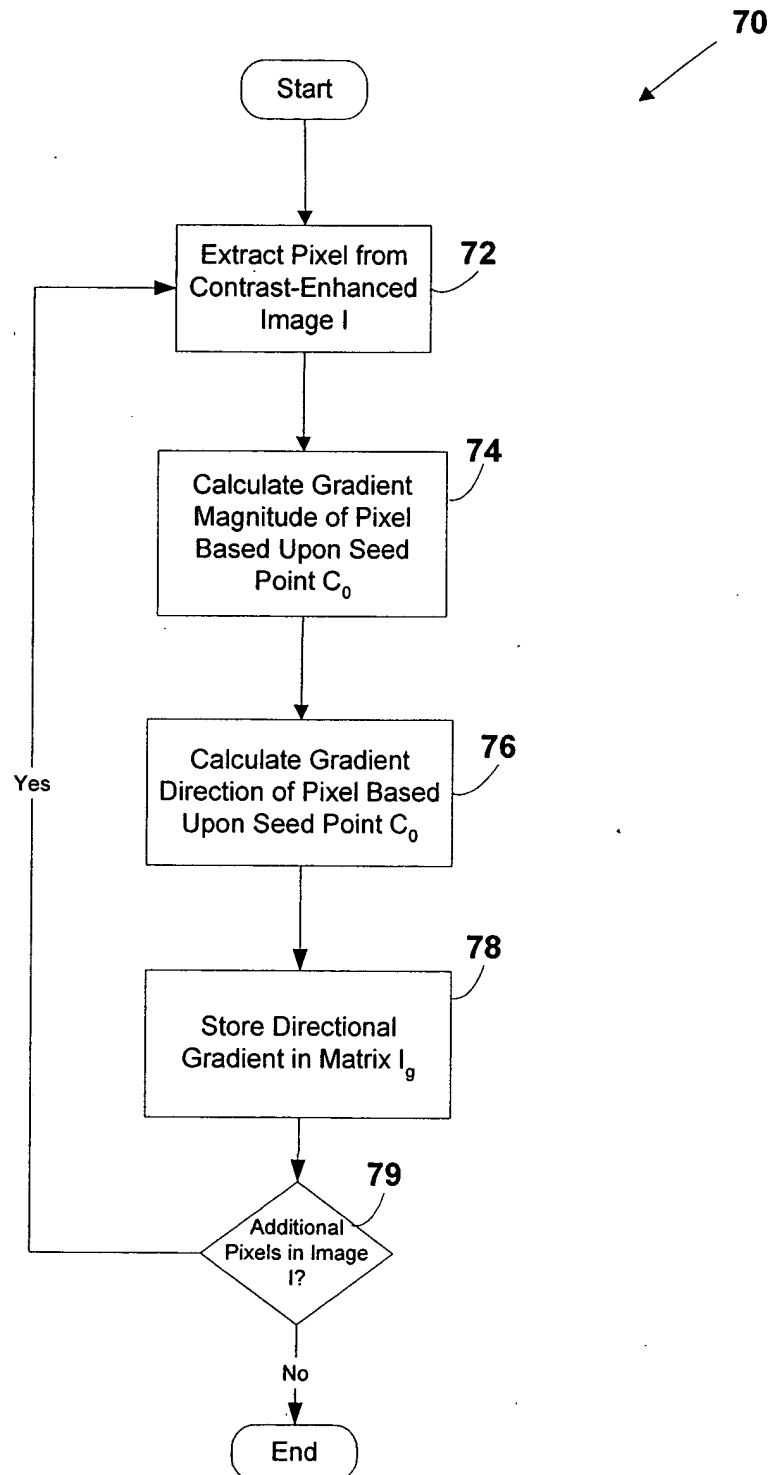 70
Start
Extract Pixel from
Contrast-Enhanced
Image I
72
Calculate Gradient
Magnitude of Pixel
Based Upon Seed
Point C₀
74
Calculate Gradient
Direction of Pixel Based
Upon Seed Point C₀
76
Yes
Store Directional
Gradient in Matrix I_g
78
Additional
Pixels in Image
I?
79
No
End